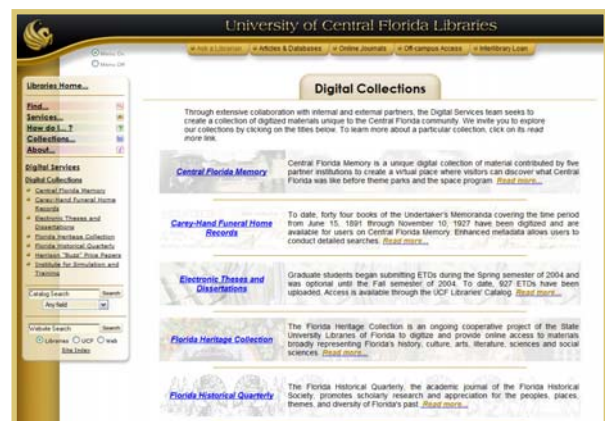 University of Central Florida Libraries
Menu On
Menu Off
Ask a Librarian
Articles & Databases
Online Journals
Off-campus Access
Interlibrary Loan
Libraries Home...
Find...
Services...
How do I... ?
Collections...
About...
Digital Services
Digital Collections
Central Florida Memory
Carey-Hand Funeral Home
Records
Electronic Theses and
Dissertations
Florida Heritage Collection
Florida Historical Quarterly
Harrison "Buzz" Price Papers
Institute for Simulation and
Training
Catalog Search
Search
Any field
Website Search
Search
Libraries UCF Web
Site Index
Digital Collections
Through extensive collaboration with internal and external partners, the Digital Services team seeks to
create a collection of digitized materials unique to the Central Florida community. We invite you to explore
our collections by clicking on the titles below. To learn more about a particular collection, click on its read
more link.
Central Florida Memory
Central Florida Memory is a unique digital collection of material contributed by five
partner institutions to create a virtual place where visitors can discover what Central
Florida was like before theme parks and the space program. Read more...
Carey-Hand Funeral Home
Records
To date, forty four books of the Undertaker's Memoranda covering the time period
from June 15, 1891 through November 10, 1927 have been digitized and are
available for users on Central Florida Memory. Enhanced metadata allows users to
conduct detailed searches. Read more...
Electronic Theses and
Dissertations
Graduate students began submitting ETDs during the Spring semester of 2004 and
was optional until the Fall semester of 2004. To date, 927 ETDs have been
uploaded. Access is available through the UCF Libraries' Catalog. Read more...
Florida Heritage Collection
The Florida Heritage Collection is an ongoing cooperative project of the State
University Libraries of Florida to digitize and provide online access to materials
broadly representing Florida's history, culture, arts, literature, sciences and social
sciences. Read more...
Florida Historical Quarterly
The Florida Historical Quarterly, the academic journal of the Florida Historical
Society, promotes scholarly research and appreciation for the peoples, places,
themes, and diversity of Florida's past. Read more...